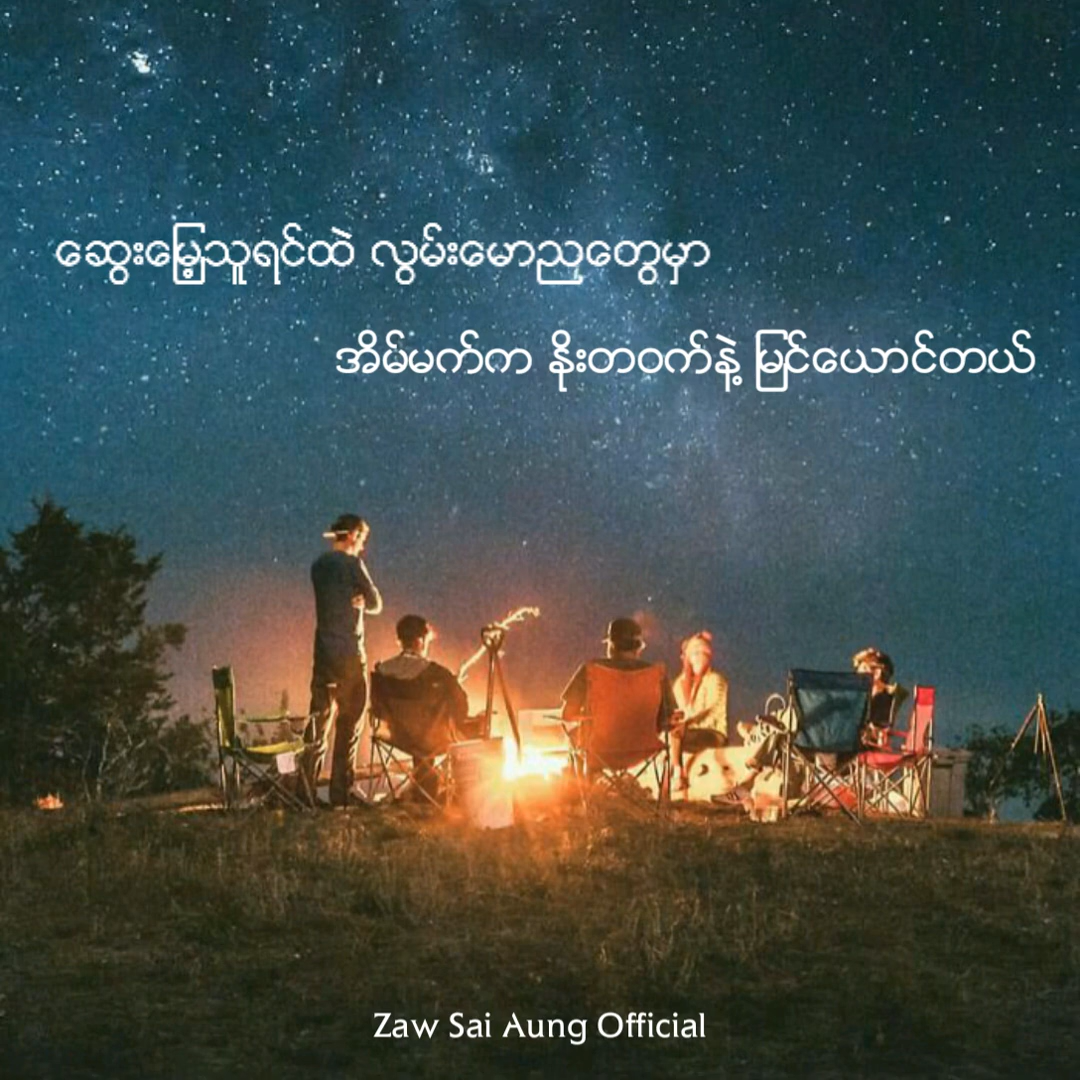 ဆွေးမြွေ့သူရင်ထဲ လွမ်းမောညတွေမှာ
အိမ်မက်က နိုးတဝက်နဲ့ မြင်ယောင်တယ်
Zaw Sai Aung Official